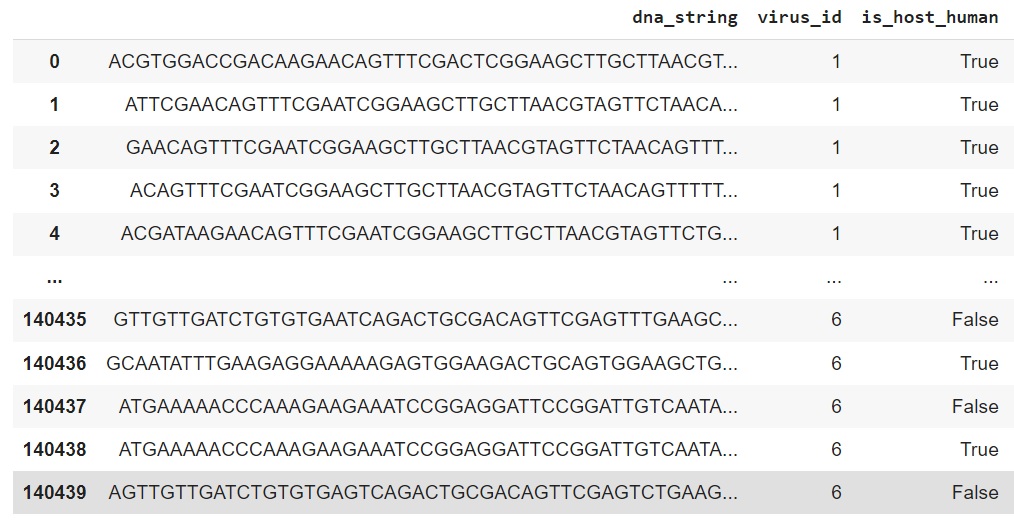 dna_string virus_id is_host_human
0 ACGTGGACCGACAAGAACAGTTTCGACTCGGAAGCTTGCTTAACGT... 1 True
1 ATTCGAACAGTTTCGAATCGGAAGCTTGCTTAACGTAGTTCTAACA... 1 True
2 GAACAGTTTCGAATCGGAAGCTTGCTTAACGTAGTTCTAACAGTTT... 1 True
3 ACAGTTTCGAATCGGAAGCTTGCTTAACGTAGTTCTAACAGTTTTT... 1 True
4 ACGATAAGAACAGTTTCGAATCGGAAGCTTGCTTAACGTAGTTCTG... 1 True
... ... ... ...
140435 GTTGTTGATCTGTGTGAATCAGACTGCGACAGTTCGAGTTTGAAGC... 6 False
140436 GCAATATTTGAAGAGGAAAAAGAGTGGAAGACTGCAGTGGAAGCTG... 6 True
140437 ATGAAAAACCCAAAGAAGAAATCCGGAGGATTCCGGATTGTCAATA... 6 False
140438 ATGAAAAACCCAAAGAAGAAATCCGGAGGATTCCGGATTGTCAATA... 6 True
140439 AGTTGTTGATCTGTGTGAGTCAGACTGCGACAGTTCGAGTCTGAAG... 6 False